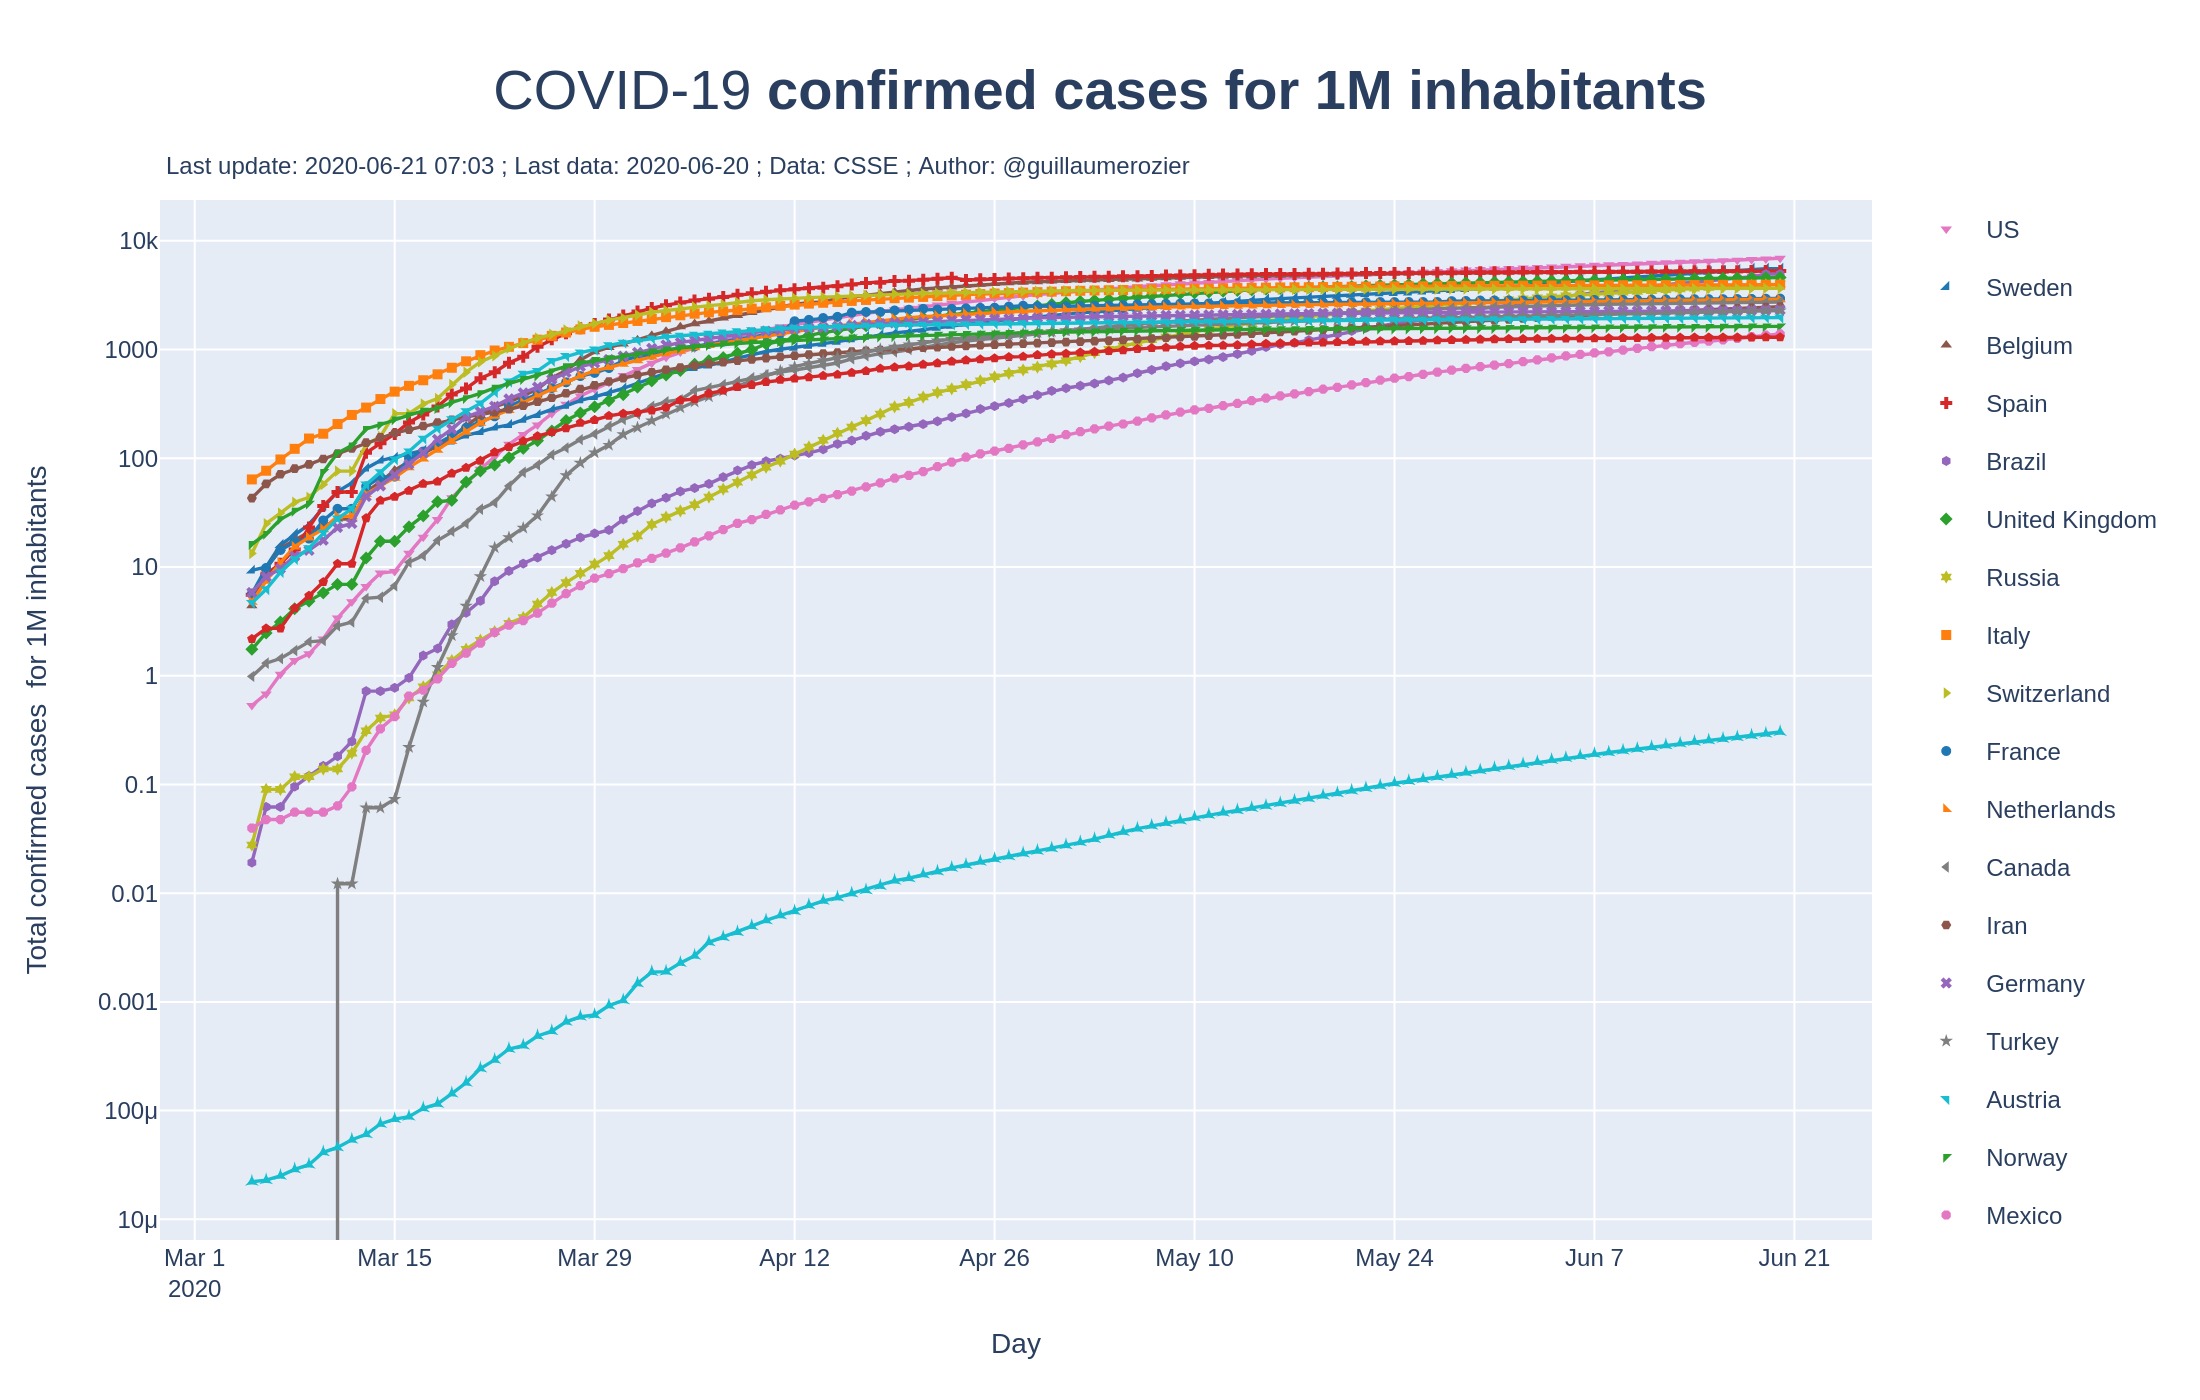 COVID-19 confirmed cases for 1M inhabitants
Last update: 2020-06-21 07:03 ; Last data: 2020-06-20 ; Data: CSSE ; Author: @guillaumerozier
Total confirmed cases for 1M inhabitants
10k
1000
100
10
1
0.1
0.01
0.001
100μ
10μ
Mar 1
2020
Mar 15
Mar 29
Apr 12
Apr 26
May 10
May 24
Jun 7
Jun 21
Day
US
Sweden
Belgium
Spain
Brazil
United Kingdom
Russia
Italy
Switzerland
France
Netherlands
Canada
Iran
Germany
Turkey
Austria
Norway
Mexico